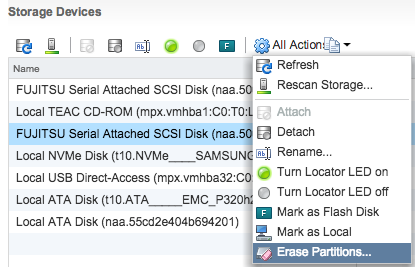 Storage Devices
All Actions
Name
FUJITSU Serial Attached SCSI Disk (naa.50
Local TEAC CD-ROM (mpx.vmhba1:C0:T0:L
FUJITSU Serial Attached SCSI Disk (naa.50
Local NVMe Disk (t10.NVMe____SAMSUNG
Local USB Direct-Access (mpx.vmhba32:C0:
Local ATA Disk (t10.ATA_____EMC_P320h2
Local ATA Disk (naa.55cd2e404b694201)
Refresh
Rescan Storage...
Attach
Detach
Rename...
Turn Locator LED on
Turn Locator LED off
Mark as Flash Disk
Mark as Local
Erase Partitions...